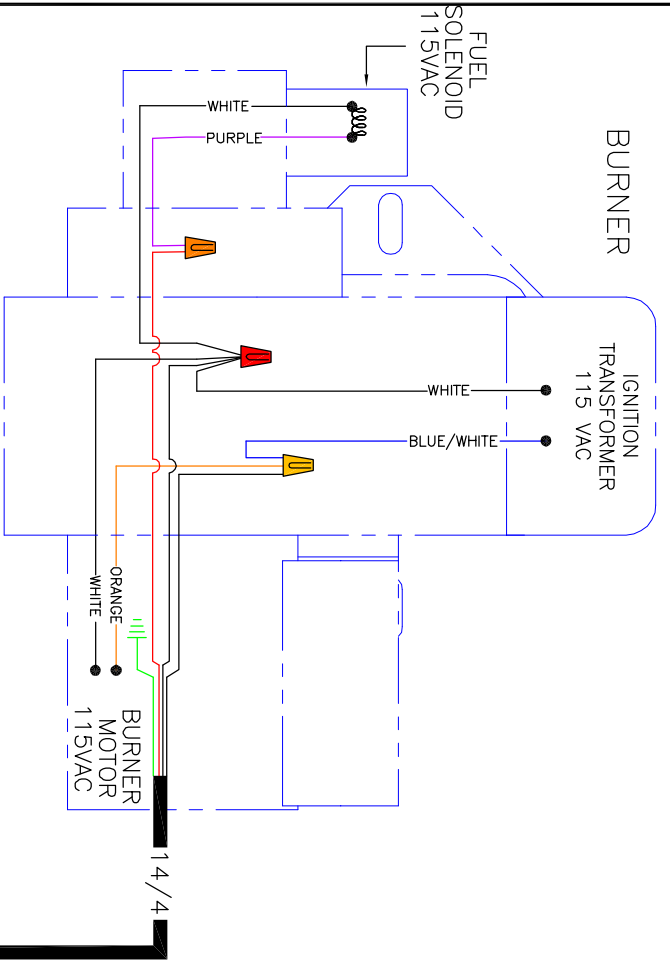 FUEL
SOLENOID
115VAC
BURNER
WHITE
PURPLE
IGNITION
TRANSFORMER
115 VAC
WHITE
BLUE/WHITE
ORANGE
WHITE
BURNER
MOTOR
115VAC
14/4